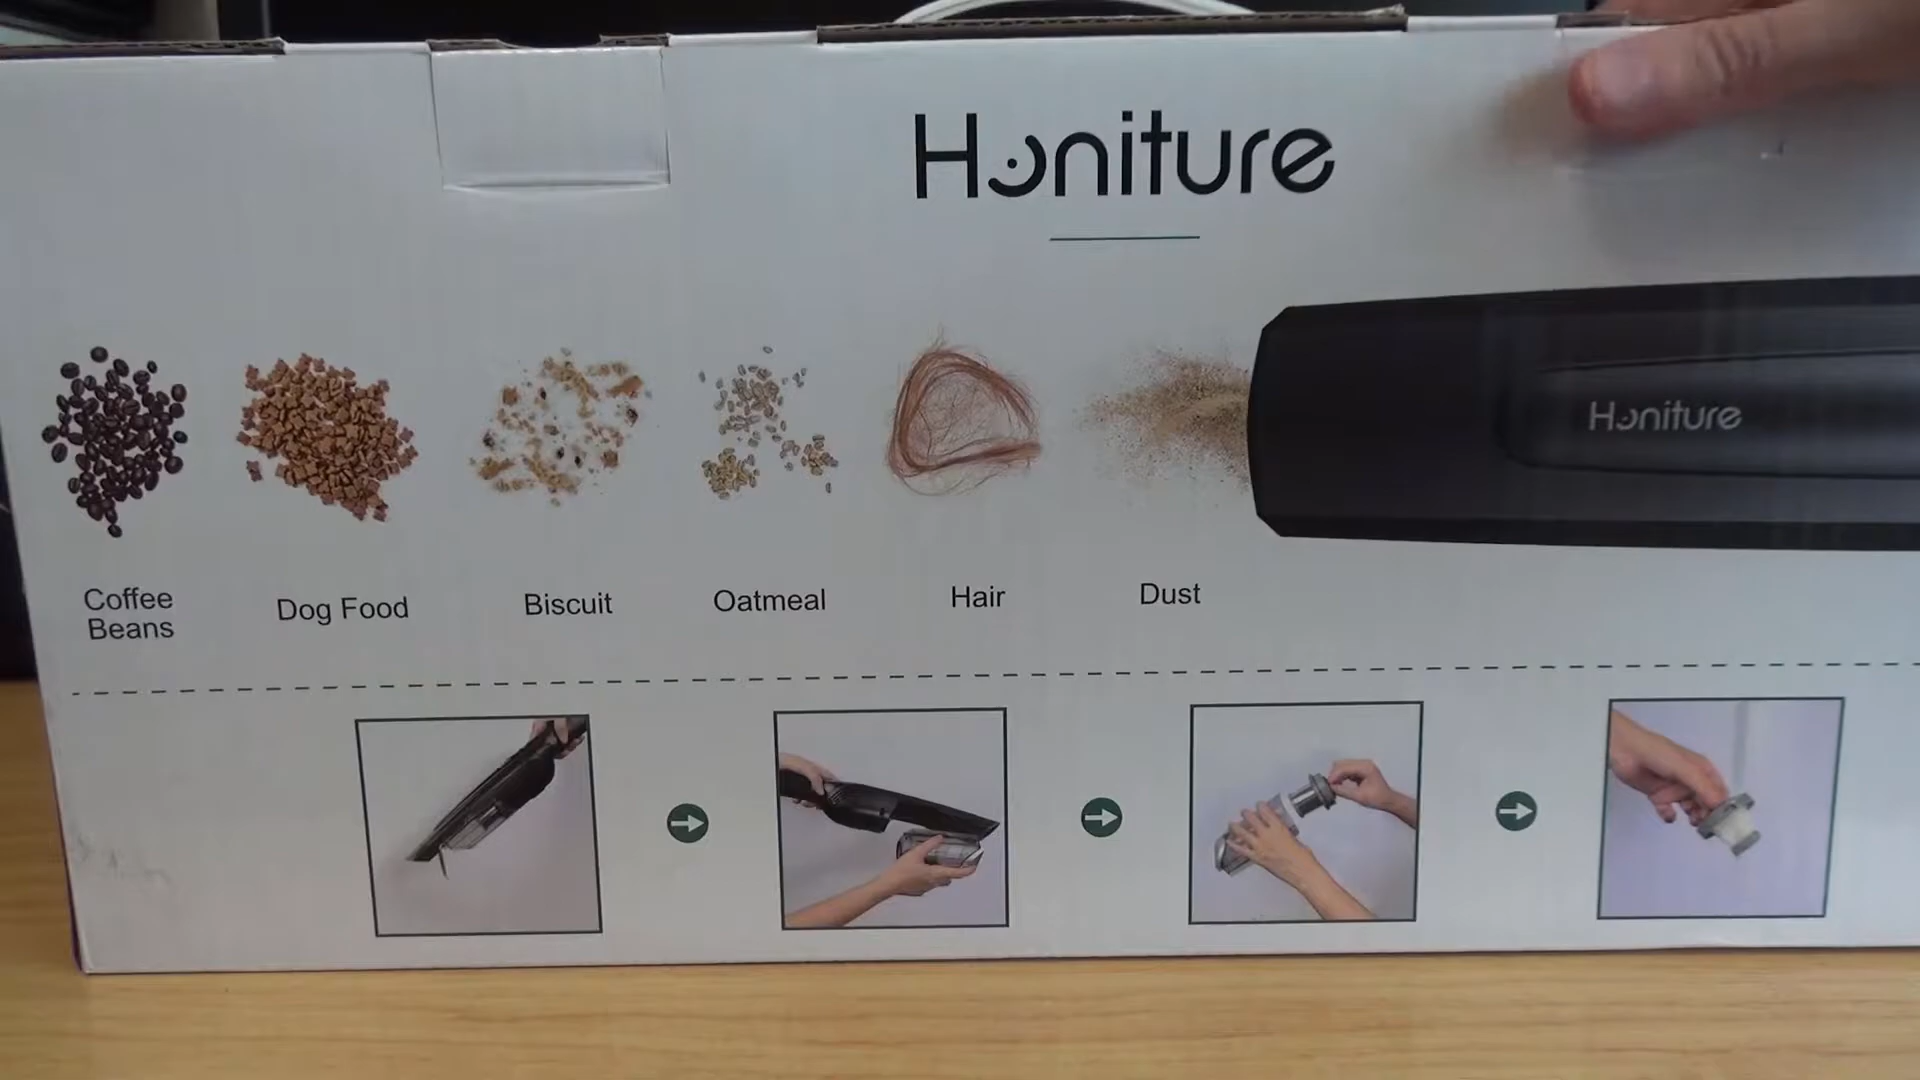 Honiture
Honiture
Coffee
Beans
Dog Food
Biscuit
Oatmeal
Hair
Dust